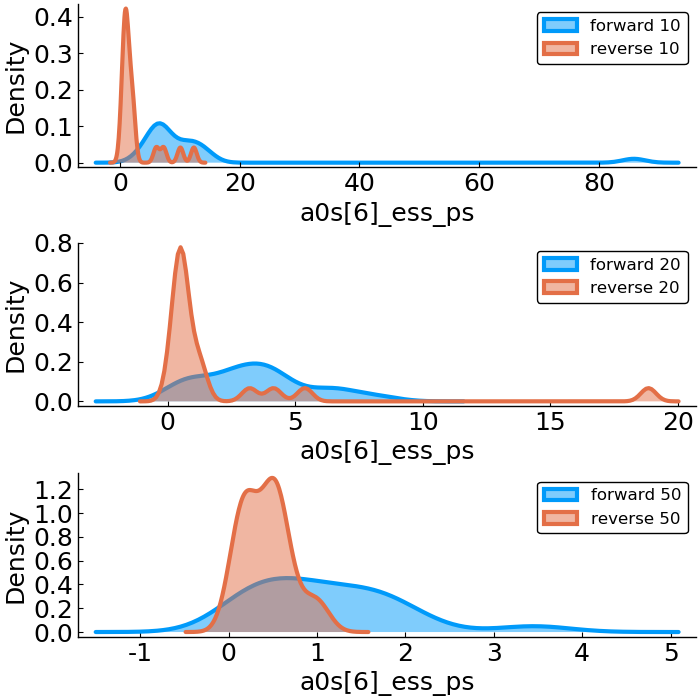 Density
0.4
0.3
0.2
0.1
0.0
forward 10
reverse 10
0 20 40 60 80
a0s[6]_ess_ps
Density
0.8
0.6
0.4
0.2
0.0
forward 20
reverse 20
0 5 10 15 20
a0s[6]_ess_ps
Density
1.2
1.0
0.8
0.6
0.4
0.2
0.0
forward 50
reverse 50
-1 0 1 2 3 4 5
a0s[6]_ess_ps